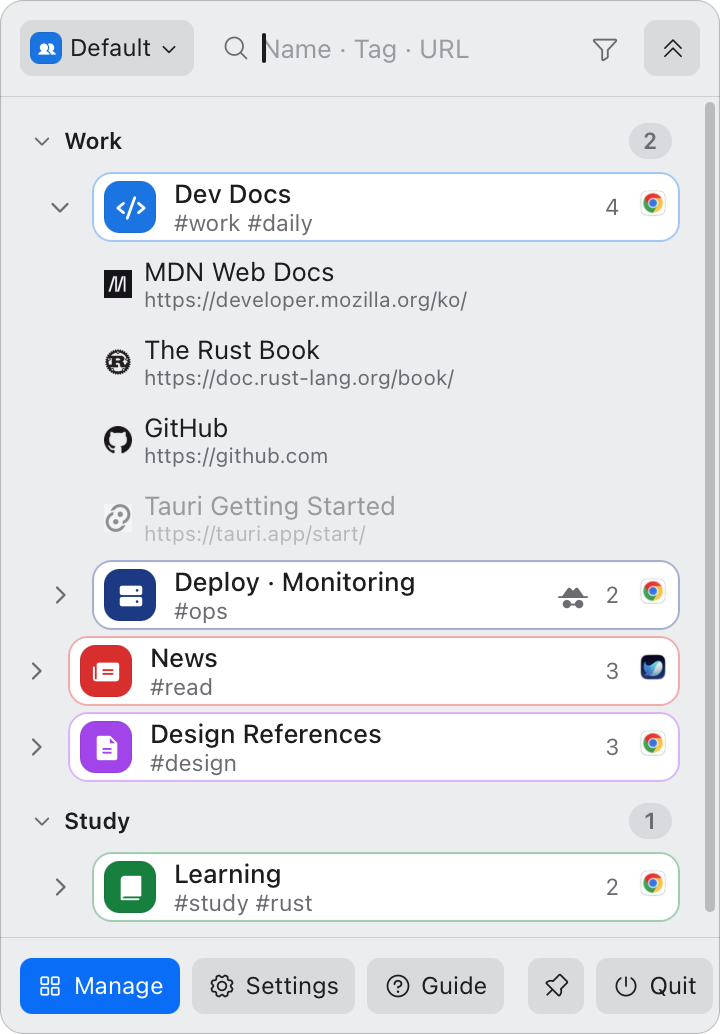 Default
Name · Tag · URL
Work
2
Dev Docs
4
#work #daily
MDN Web Docs
https://developer.mozilla.org/ko/
The Rust Book
https://doc.rust-lang.org/book/
GitHub
https://github.com
Tauri Getting Started
https://tauri.app/start/
Deploy · Monitoring
2
#ops
News
3
#read
Design References
3
#design
Study
1
Learning
2
#study #rust
Manage
Settings
Guide
Quit